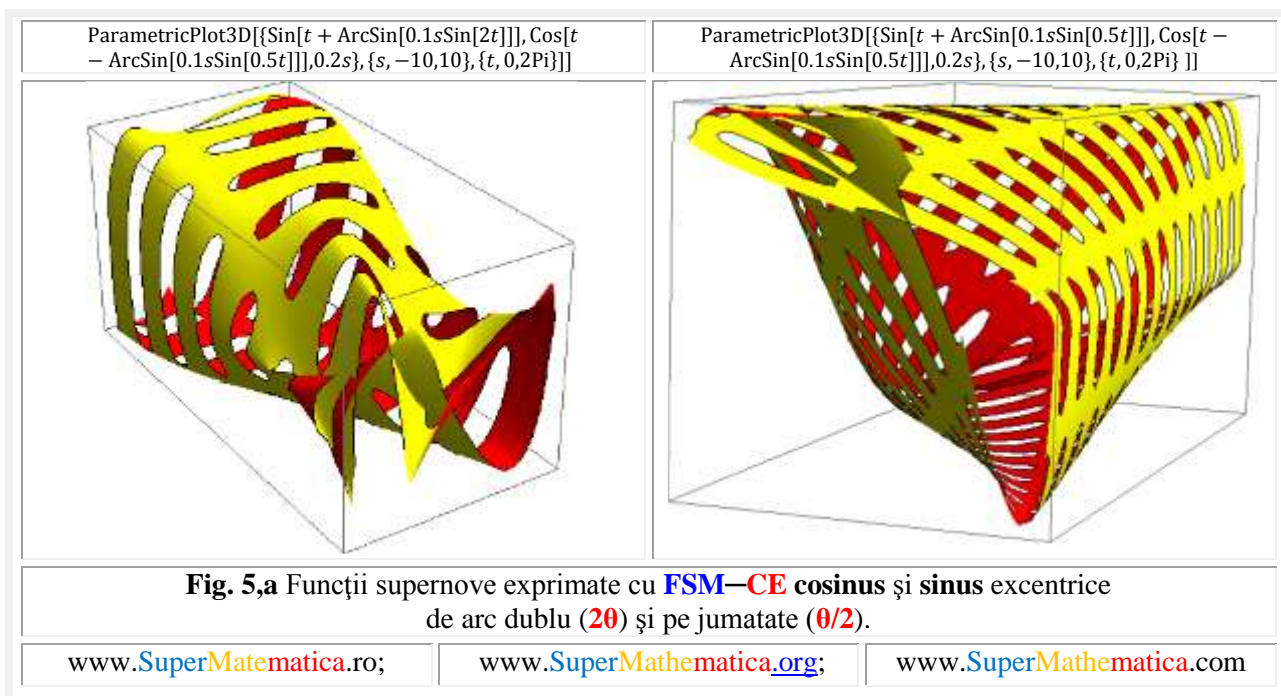 ParametricPlot3D[{Sin[t + ArcSin[0.1sSin[2t]]], Cos[t
− ArcSin[0.1sSin[0.5t]]],0.2s}, {s, −10,10}, {t, 0,2Pi}]]
ParametricPlot3D[{Sin[t + ArcSin[0.1sSin[0.5t]]], Cos[t −
ArcSin[0.1sSin[0.5t]]],0.2s}, {s, −10,10}, {t, 0,2Pi} ]]
Fig. 5,a Funcţii supernove exprimate cu FSM─CE cosinus şi sinus excentrice
de arc dublu (2θ) şi pe jumatate (θ/2).
www.SuperMatematica.ro;
www.SuperMathematica.org;
www.SuperMathematica.com